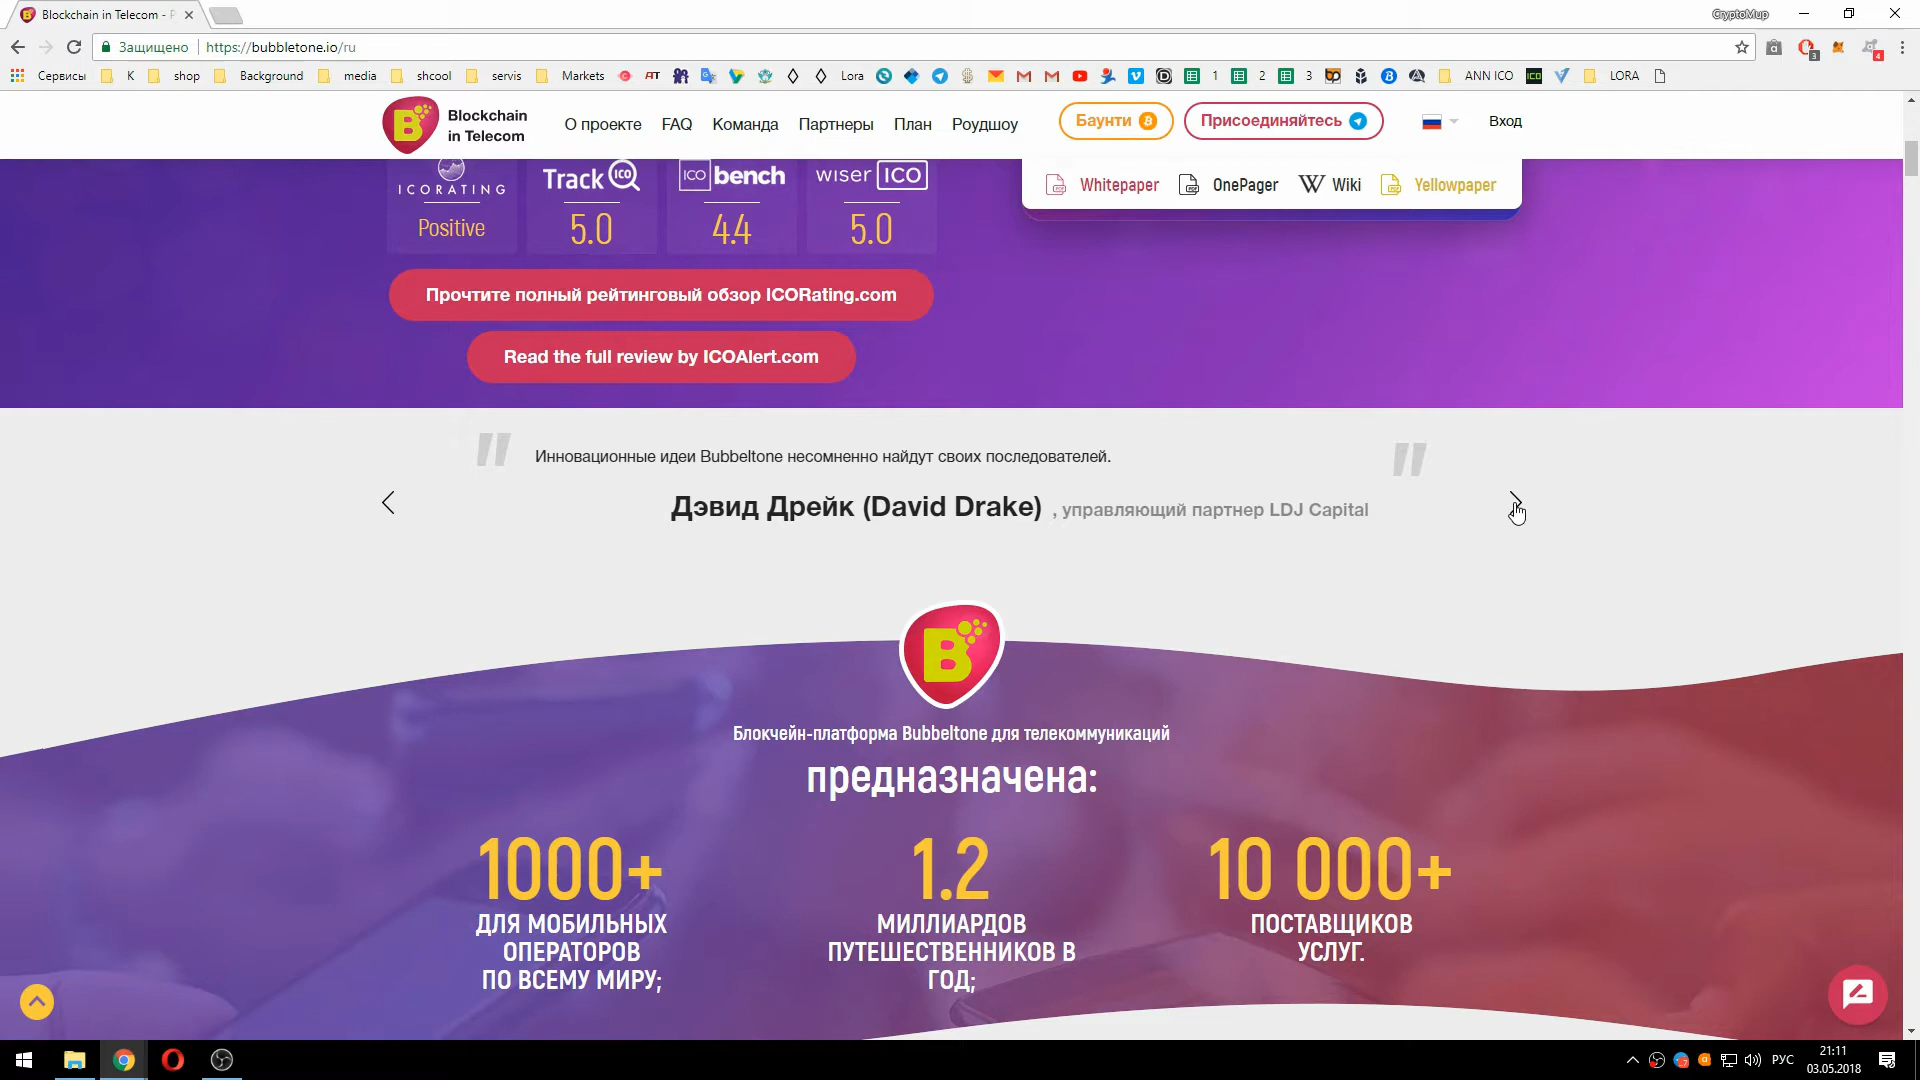 Blockchain in Telecom - P
CryptoMup
Защищено
https://bubbletone.io/ru
Сервисы
K
shop
Background
media
shcool
servis
Markets
AT
Lora
1
2
3
ANN ICO
ICO
LORA
Blockchain
in Telecom
О проекте
FAQ
Команда
Партнеры
План
Роудшоу
Баунти
Присоединяйтесь
Вход
ICORATING
Positive
Track ICO
5.0
ICO bench
4.4
wiser ICO
5.0
Whitepaper
OnePager
Wiki
Yellowpaper
Прочтите полный рейтинговый обзор ICORating.com
Read the full review by ICOAlert.com
Инновационные идеи Bubbeltone несомненно найдут своих последователей.
Дэвид Дрейк (David Drake) , управляющий партнер LDJ Capital
B
Блокчейн-платформа Bubbeltone для телекоммуникаций
предназначена:
1000+
ДЛЯ МОБИЛЬНЫХ
ОПЕРАТОРОВ
ПО ВСЕМУ МИРУ;
1.2
МИЛЛИАРДОВ
ПУТЕШЕСТВЕННИКОВ В
ГОД;
10 000+
ПОСТАВЩИКОВ
УСЛУГ.
РУС
21:11
03.05.2018